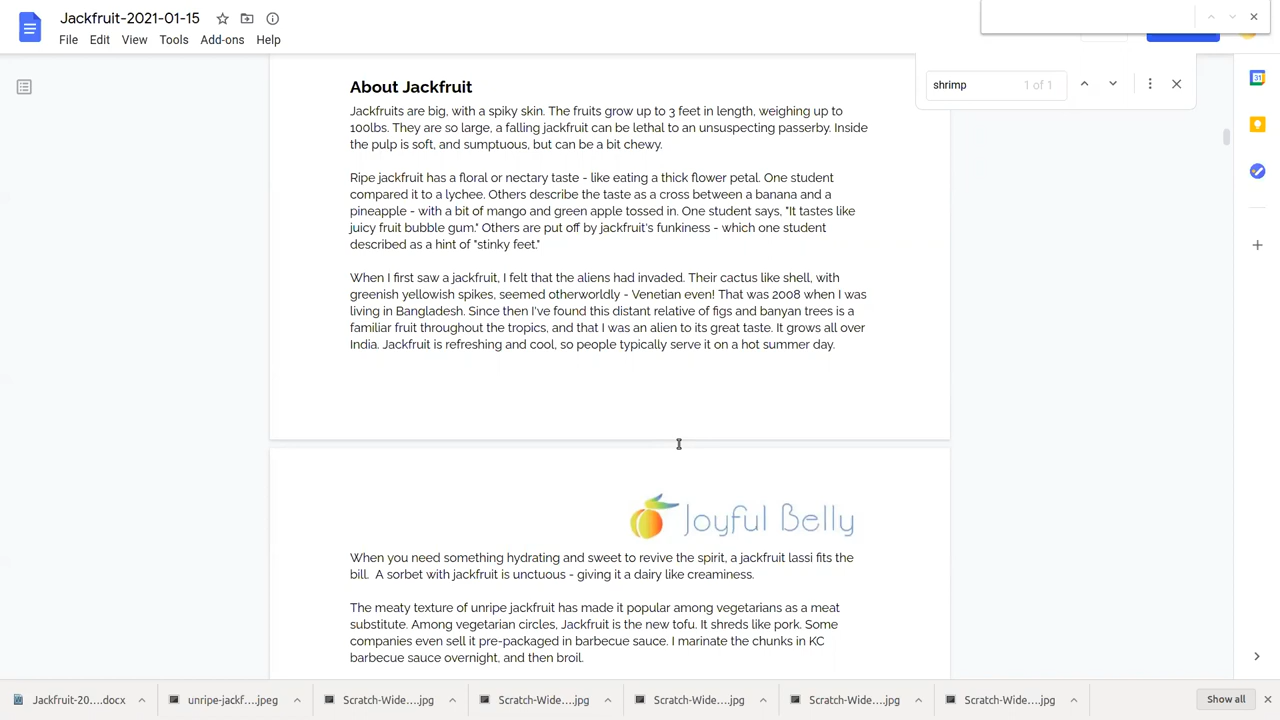 Jackfruit-2021-01-15
File Edit View Tools Add-ons Help
shrimp 1 of 1
31
About Jackfruit
Jackfruits are big, with a spiky skin. The fruits grow up to 3 feet in length, weighing up to
100lbs. They are so large, a falling jackfruit can be lethal to an unsuspecting passerby. Inside
the pulp is soft, and sumptuous, but can be a bit chewy.
Ripe jackfruit has a floral or nectary taste - like eating a thick flower petal. One student
compared it to a lychee. Others describe the taste as a cross between a banana and a
pineapple - with a bit of mango and green apple tossed in. One student says, "It tastes like
juicy fruit bubble gum." Others are put off by jackfruit's funkiness - which one student
described as a hint of "stinky feet."
When I first saw a jackfruit, I felt that the aliens had invaded. Their cactus like shell, with
greenish yellowish spikes, seemed otherworldly - Venetian even! That was 2008 when I was
living in Bangladesh. Since then I've found this distant relative of figs and banyan trees is a
familiar fruit throughout the tropics, and that I was an alien to its great taste. It grows all over
India. Jackfruit is refreshing and cool, so people typically serve it on a hot summer day.
Joyful Belly
When you need something hydrating and sweet to revive the spirit, a jackfruit lassi fits the
bill. A sorbet with jackfruit is unctuous - giving it a dairy like creaminess.
The meaty texture of unripe jackfruit has made it popular among vegetarians as a meat
substitute. Among vegetarian circles, Jackfruit is the new tofu. It shreds like pork. Some
companies even sell it pre-packaged in barbecue sauce. I marinate the chunks in KC
barbecue sauce overnight, and then broil.
Jackfruit-20....docx unripe-jackf....jpeg Scratch-Wide....jpg Scratch-Wide....jpg Scratch-Wide....jpg Scratch-Wide....jpg Scratch-Wide....jpg Show all